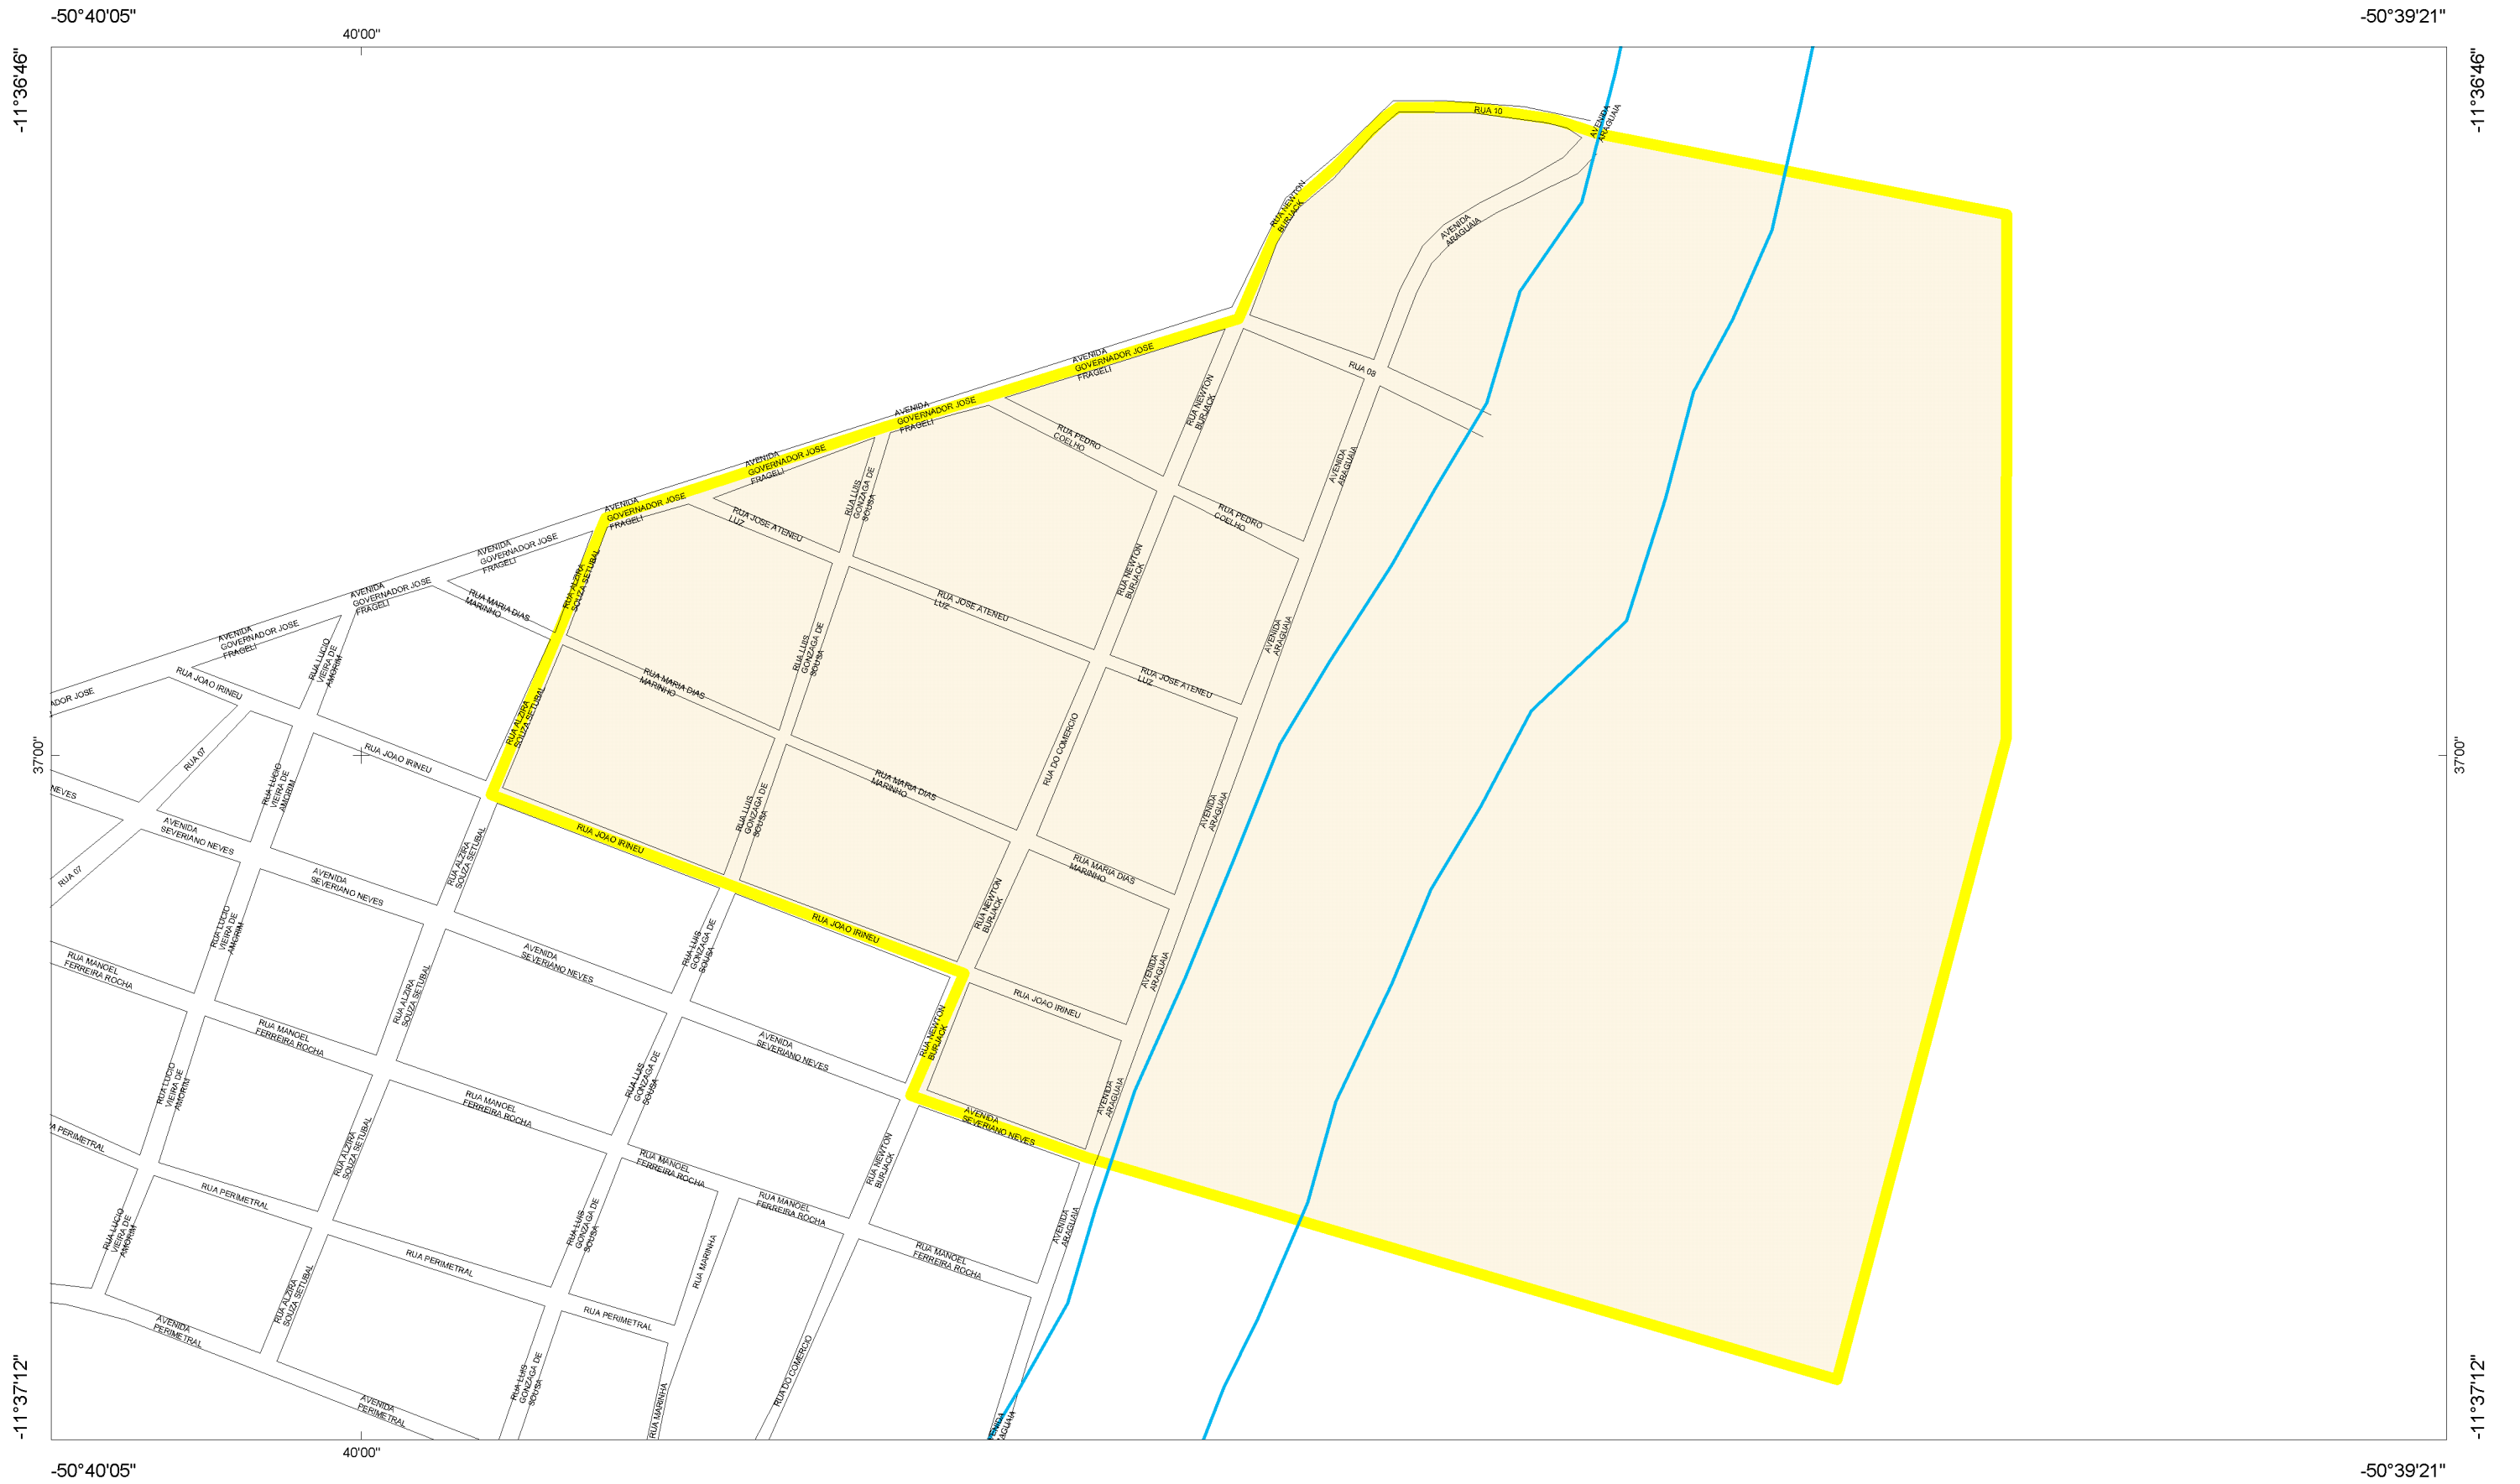 -50°40'05"
-50°39'21"
40'00"
-11°36'46"
-11°36'46"
RUA 10
AVENIDA
ARAGUAIA
RUA NEWTON
BURJACK
AVENIDA
ARAGUAIA
AVENIDA
GOVERNADOR JOSE
FRAGELI
RUA 08
RUA NEWTON
BURJACK
AVENIDA
GOVERNADOR JOSE
FRAGELI
RUA PEDRO
COELHO
AVENIDA
GOVERNADOR JOSE
FRAGELI
AVENIDA
ARAGUAIA
RUA LUIS
GONZAGA DE
SOUSA
AVENIDA
GOVERNADOR JOSE
FRAGELI
RUA JOSE ATENEU
LUZ
RUA PEDRO
COELHO
AVENIDA
GOVERNADOR JOSE
FRAGELI
RUA ALZIRA
SOUZA SETUBAL
RUA NEWTON
BURJACK
AVENIDA
GOVERNADOR JOSE
FRAGELI
RUA MARIA DIAS
MARINHO
RUA JOSE ATENEU
LUZ
AVENIDA
GOVERNADOR JOSE
FRAGELI
RUA LUCIO
VIEIRA DE
AMORIM
RUA LUIS
GONZAGA DE
SOUSA
AVENIDA
ARAGUAIA
RUA JOAO IRINEU
RUA MARIA DIAS
MARINHO
RUA JOSE ATENEU
LUZ
ADOR JOSE
RUA ALZIRA
SOUZA SETUBAL
RUA DO COMERCIO
37'00"
RUA 07
RUA JOAO IRINEU
37'00"
RUA LUCIO
VIEIRA DE
AMORIM
RUA MARIA DIAS
MARINHO
NEVES
RUA LUIS
GONZAGA DE
SOUSA
AVENIDA
ARAGUAIA
AVENIDA
SEVERIANO NEVES
RUA JOAO IRINEU
RUA ALZIRA
SOUZA SETUBAL
RUA MARIA DIAS
MARINHO
RUA 07
AVENIDA
SEVERIANO NEVES
RUA NEWTON
BURJACK
RUA LUCIO
VIEIRA DE
AMORIM
RUA JOAO IRINEU
RUA LUIS
GONZAGA DE
SOUSA
AVENIDA
SEVERIANO NEVES
RUA MANOEL
FERREIRA ROCHA
AVENIDA
ARAGUAIA
RUA ALZIRA
SOUZA SETUBAL
RUA JOAO IRINEU
RUA MANOEL
FERREIRA ROCHA
RUA NEWTON
BURJACK
AVENIDA
SEVERIANO NEVES
RUA LUCIO
VIEIRA DE
AMORIM
RUA LUIS
GONZAGA DE
SOUSA
RUA MANOEL
FERREIRA ROCHA
AVENIDA
ARAGUAIA
AVENIDA
SEVERIANO NEVES
A PERIMETRAL
RUA ALZIRA
SOUZA SETUBAL
RUA MANOEL
FERREIRA ROCHA
RUA NEWTON
BURJACK
RUA PERIMETRAL
RUA MANOEL
FERREIRA ROCHA
RUA LUCIO
VIEIRA DE
AMORIM
RUA LUIS
GONZAGA DE
SOUSA
AVENIDA
ARAGUAIA
RUA PERIMETRAL
RUA MARINHA
RUA MANOEL
FERREIRA ROCHA
RUA ALZIRA
SOUZA SETUBAL
RUA PERIMETRAL
AVENIDA
PERIMETRAL
RUA DO COMERCIO
RUA LUIS
GONZAGA DE
SOUSA
AVENIDA
PERIMETRAL
RUA MARINHA
AVENIDA
RAGUAIA
-11°37'12"
-11°37'12"
40'00"
-50°40'05"
-50°39'21"